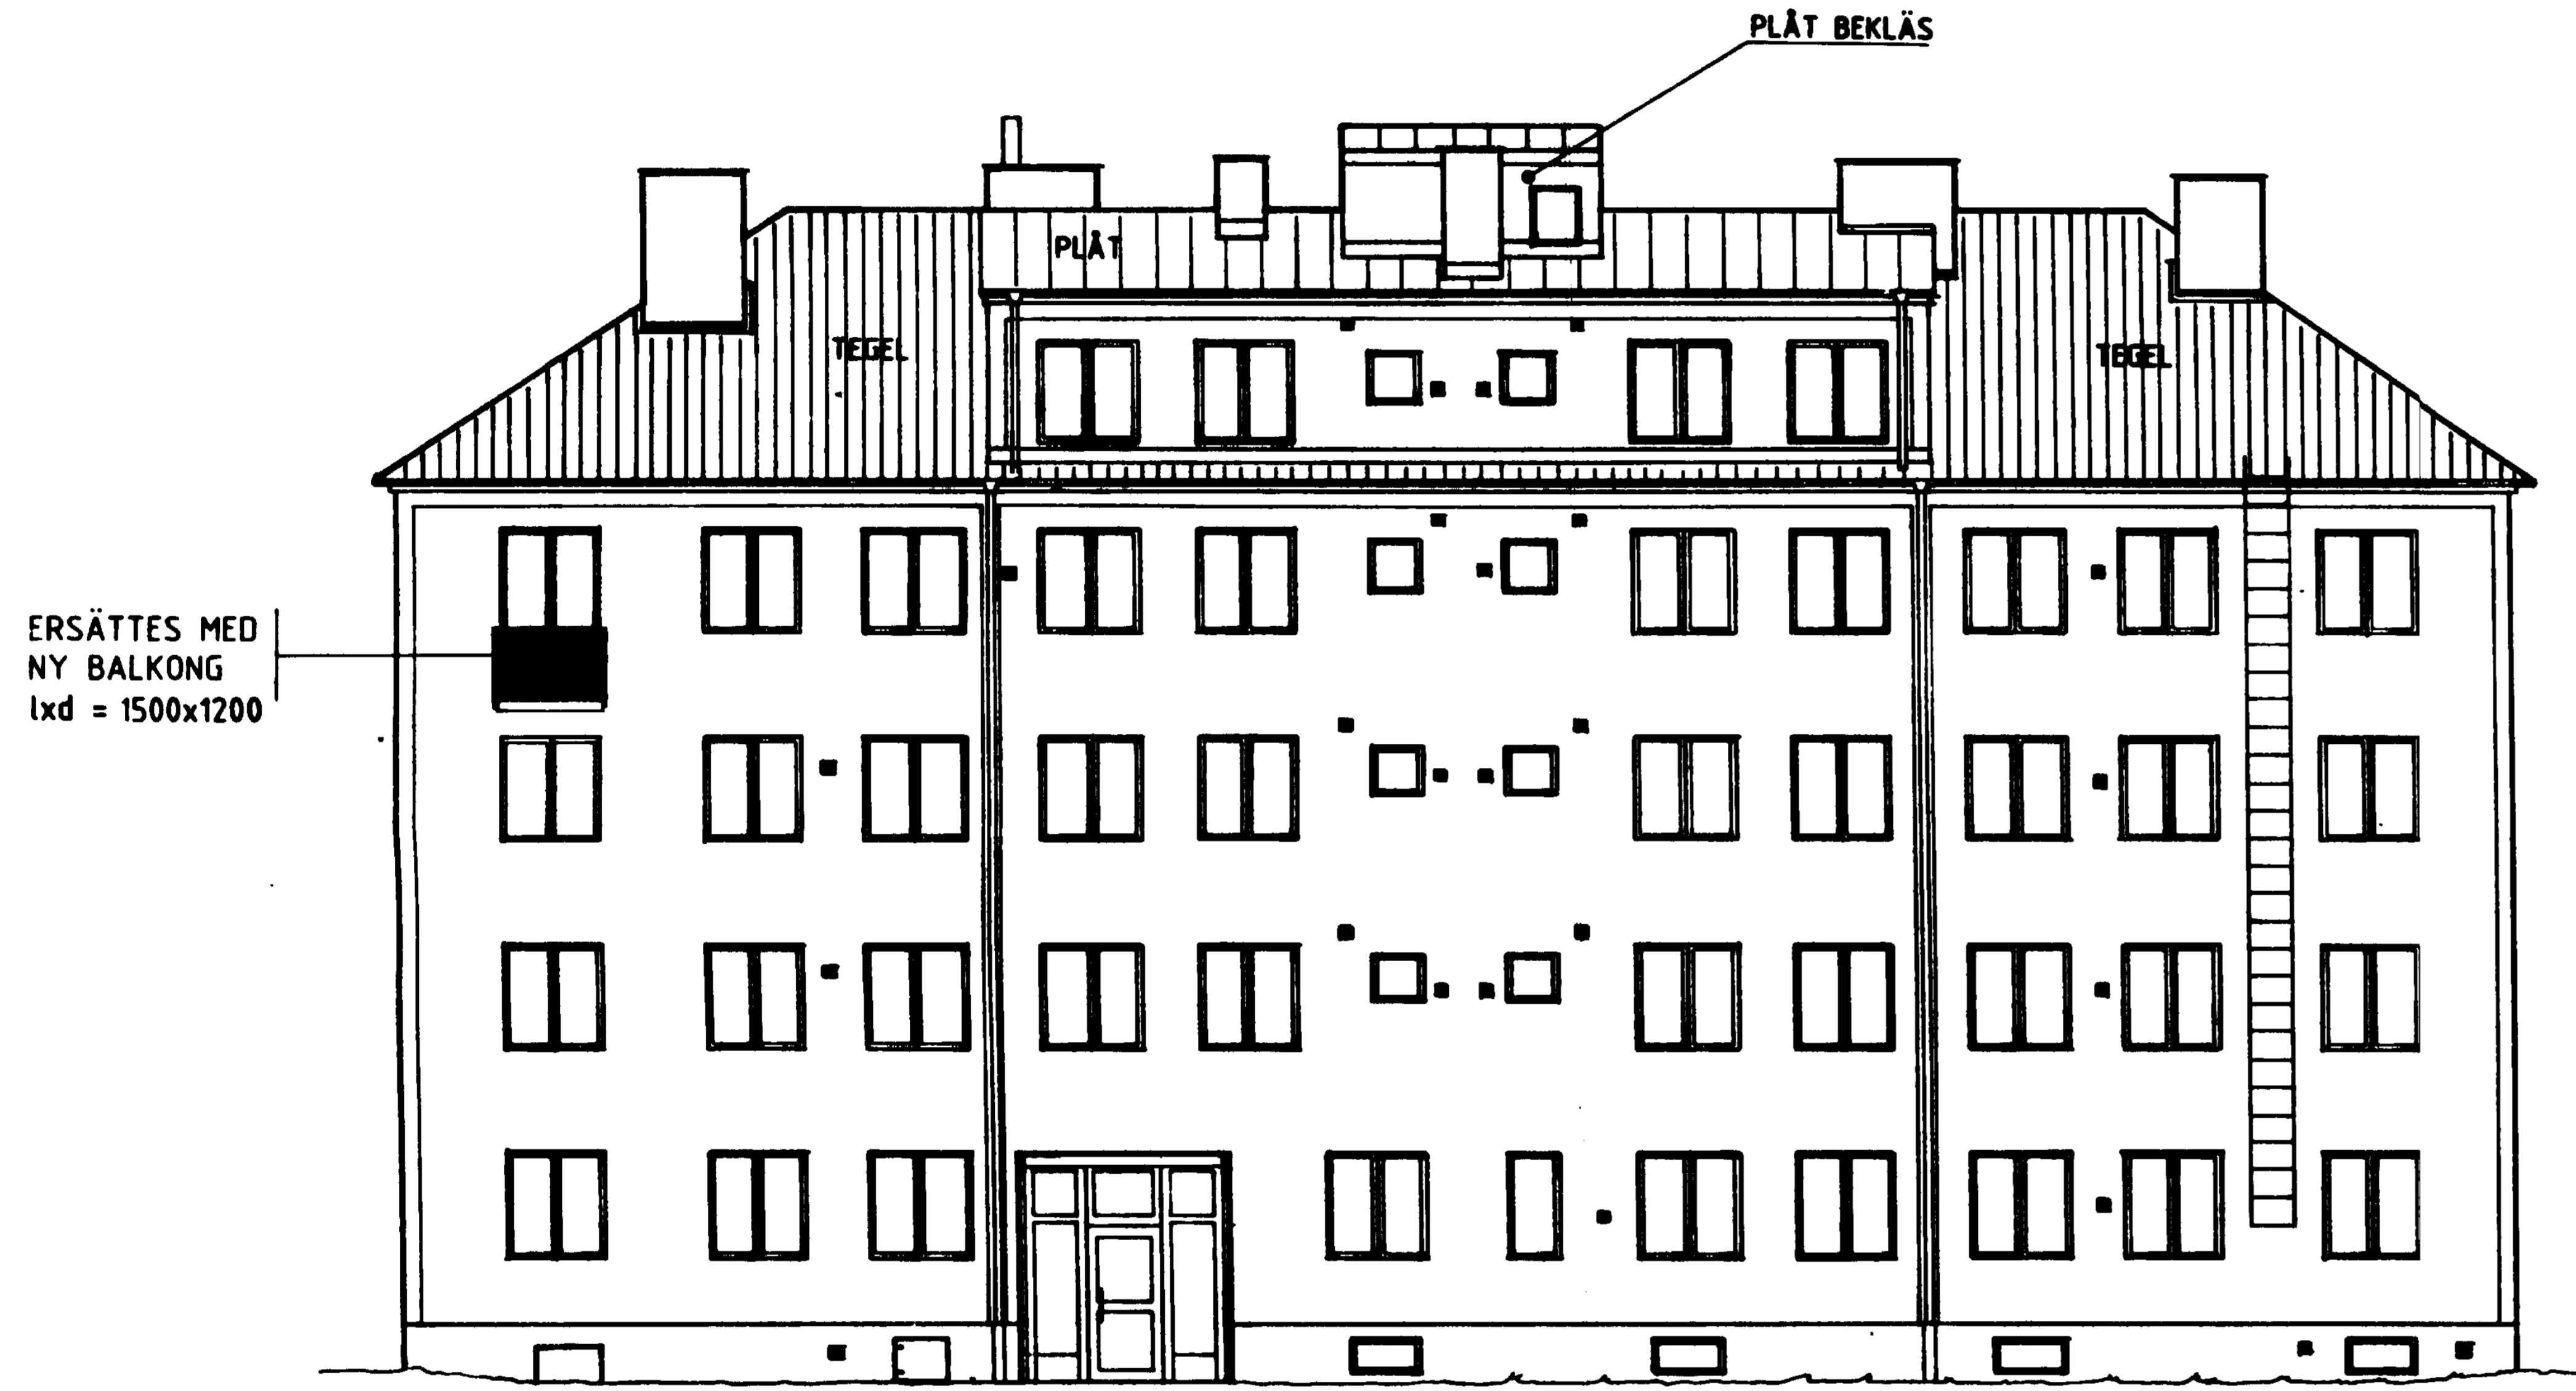 PLÅT BEKLÄS
PLÅT
TEGEL
TEGEL
ERSÄTTES MED
NY BALKONG
lxd = 1500x1200